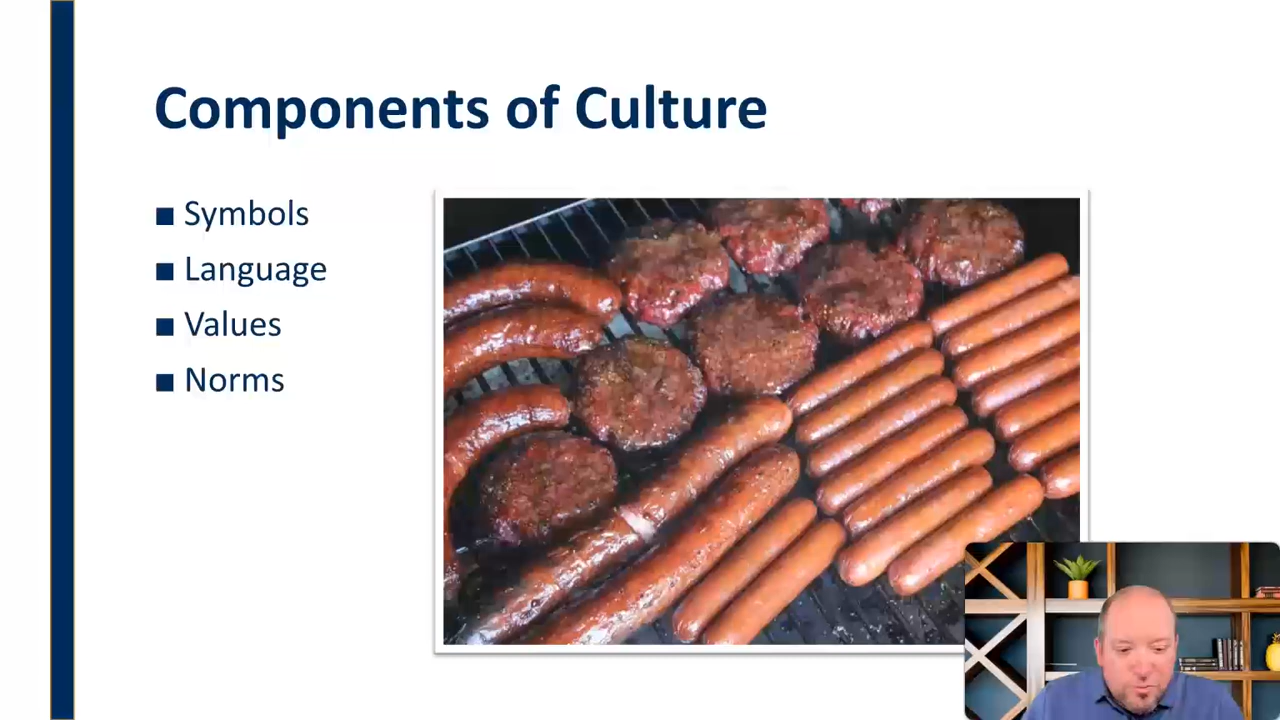 Components of Culture
■ Symbols
■ Language
■ Values
■ Norms